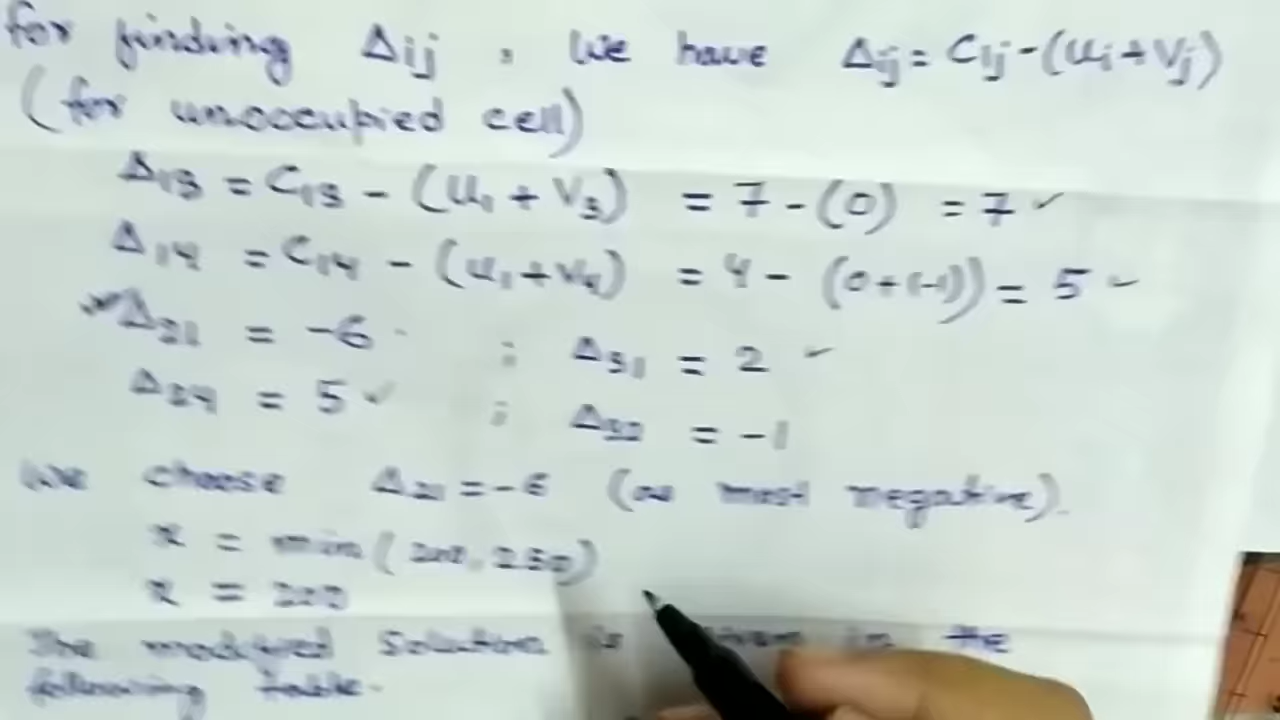 for finding Δij , We have Δij = Cij - (ui + Vj)
(for unoccupied cell)
Δ13 = C13 - (U1 + V3) = 7 - (0) = 7 ✓
Δ14 = C14 - (U1 + V4) = 4 - (0 + (-1)) = 5 ✓
✓ Δ21 = -6 ; Δ31 = 2 ✓
Δ24 = 5 ✓ ; Δ32 = -1
We choose Δ21 = -6 (as most negative).
x = min (200, 250)
x = 200
The modified Solution is given in the
following table.